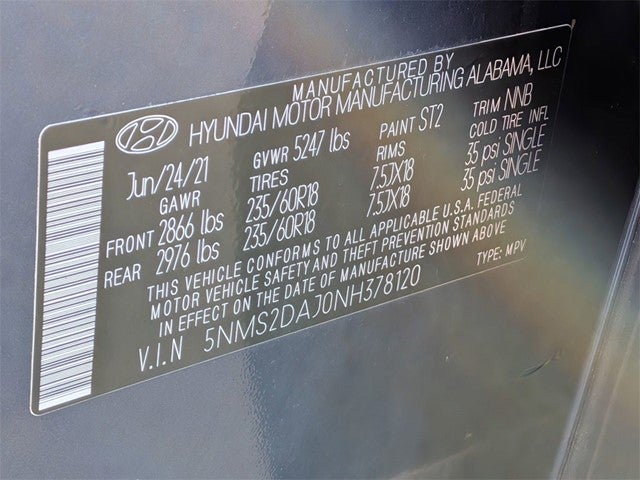 MANUFACTURED BY
HYUNDAI MOTOR MANUFACTURING ALABAMA, LLC
Jun/24/21 GVWR 5247 lbs PAINT ST2 TRIM NNB
GAWR TIRES RIMS COLD TIRE INFL
FRONT 2866 lbs 235/60R18 7.5JX18 35 psi SINGLE
REAR 2976 lbs 235/60R18 7.5JX18 35 psi SINGLE
THIS VEHICLE CONFORMS TO ALL APPLICABLE U.S.A. FEDERAL
MOTOR VEHICLE SAFETY AND THEFT PREVENTION STANDARDS
IN EFFECT ON THE DATE OF MANUFACTURE SHOWN ABOVE
V.I.N 5NMS2DAJ0NH378120 TYPE: MPV